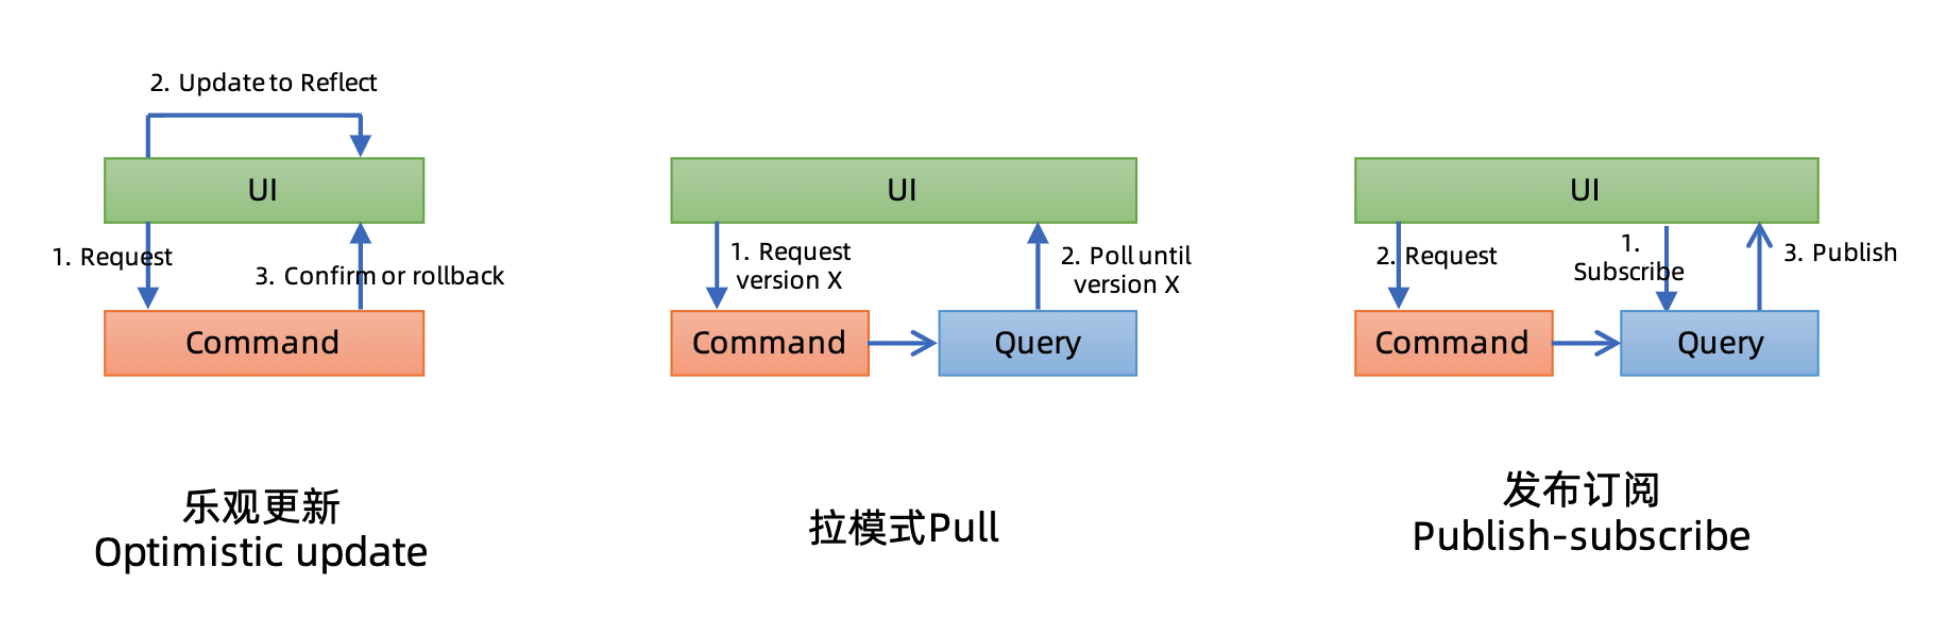 2. Update to Reflect
UI
1. Request
3. Confirm or rollback
Command
乐观更新
Optimistic update
UI
1. Request
version X
2. Poll until
version X
Command
Query
拉模式Pull
UI
2. Request
1.
Subscribe
3. Publish
Command
Query
发布订阅
Publish-subscribe